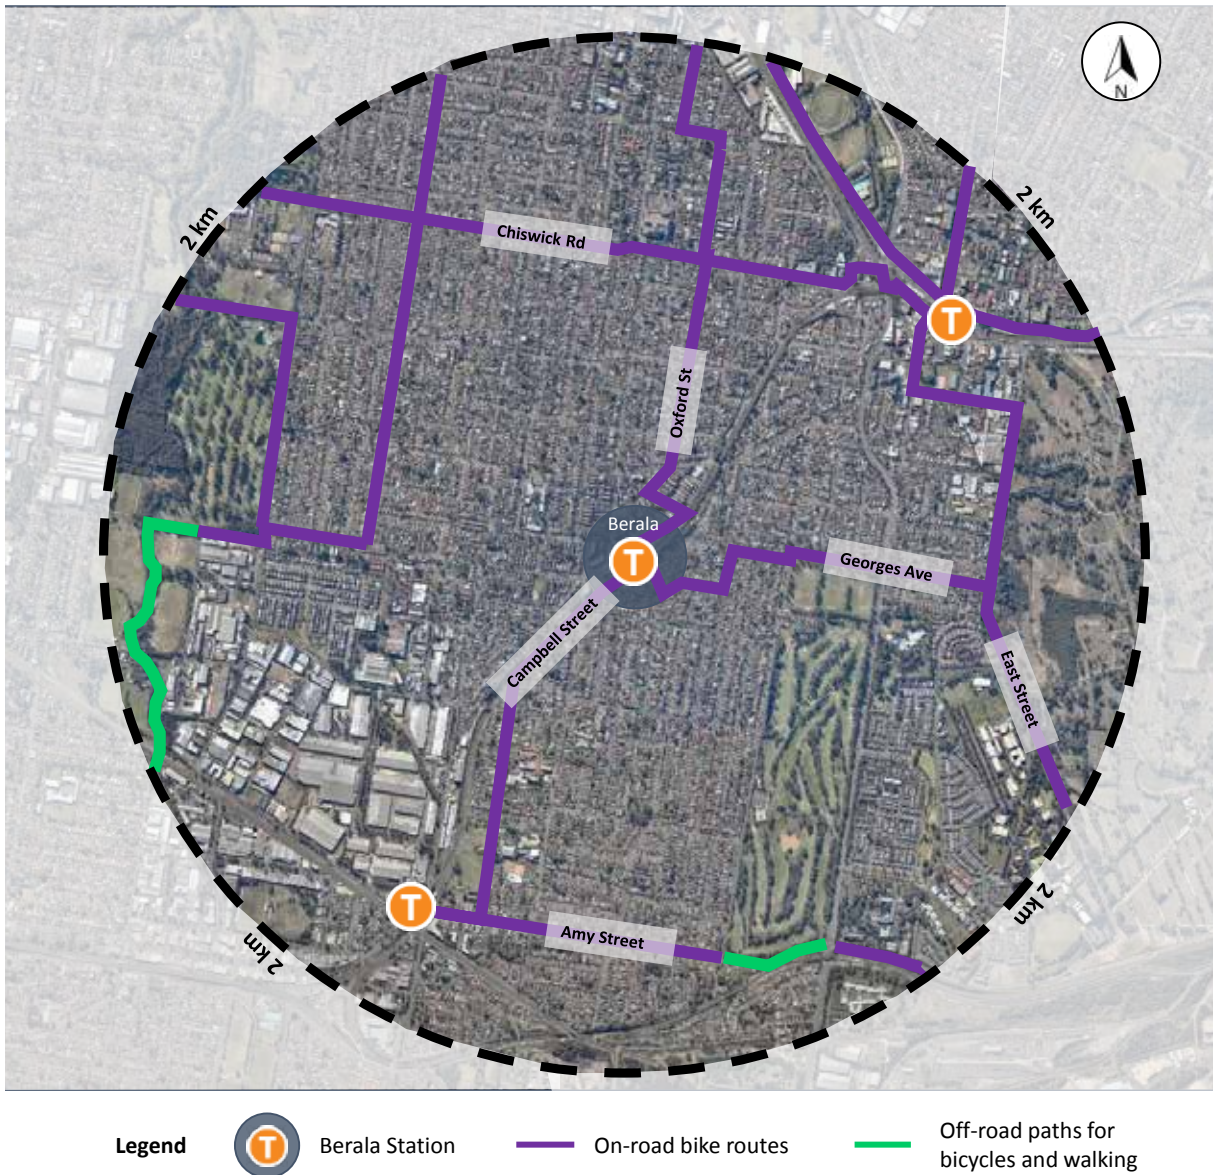 N
2 km
2 km
Chiswick Rd
T
Oxford St
Berala
T
Georges Ave
Campbell Street
East Street
T
Amy Street
2 km
2 km
Legend
T
Berala Station
On-road bike routes
Off-road paths for
bicycles and walking